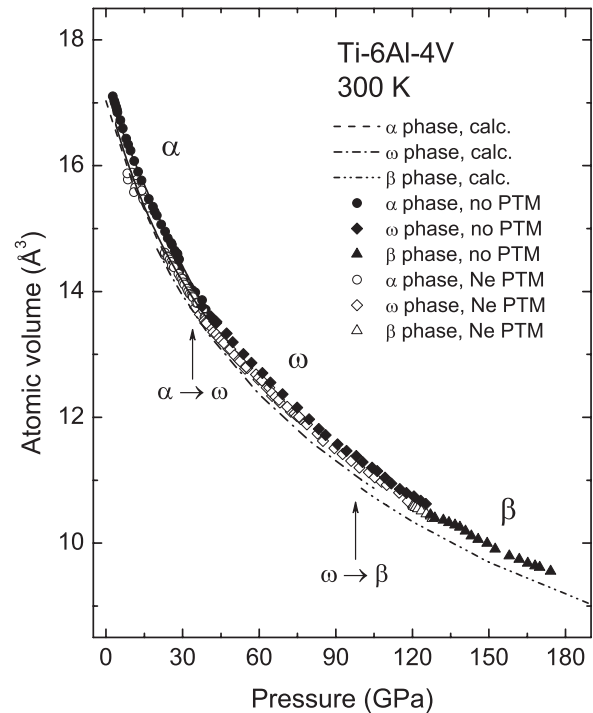 Ti-6Al-4V
300 K
α phase, calc.
ω phase, calc.
β phase, calc.
α phase, no PTM
ω phase, no PTM
β phase, no PTM
α phase, Ne PTM
ω phase, Ne PTM
β phase, Ne PTM
α
ω
β
α → ω
ω → β
Atomic volume (Å³)
18
16
14
12
10
0 30 60 90 120 150 180
Pressure (GPa)